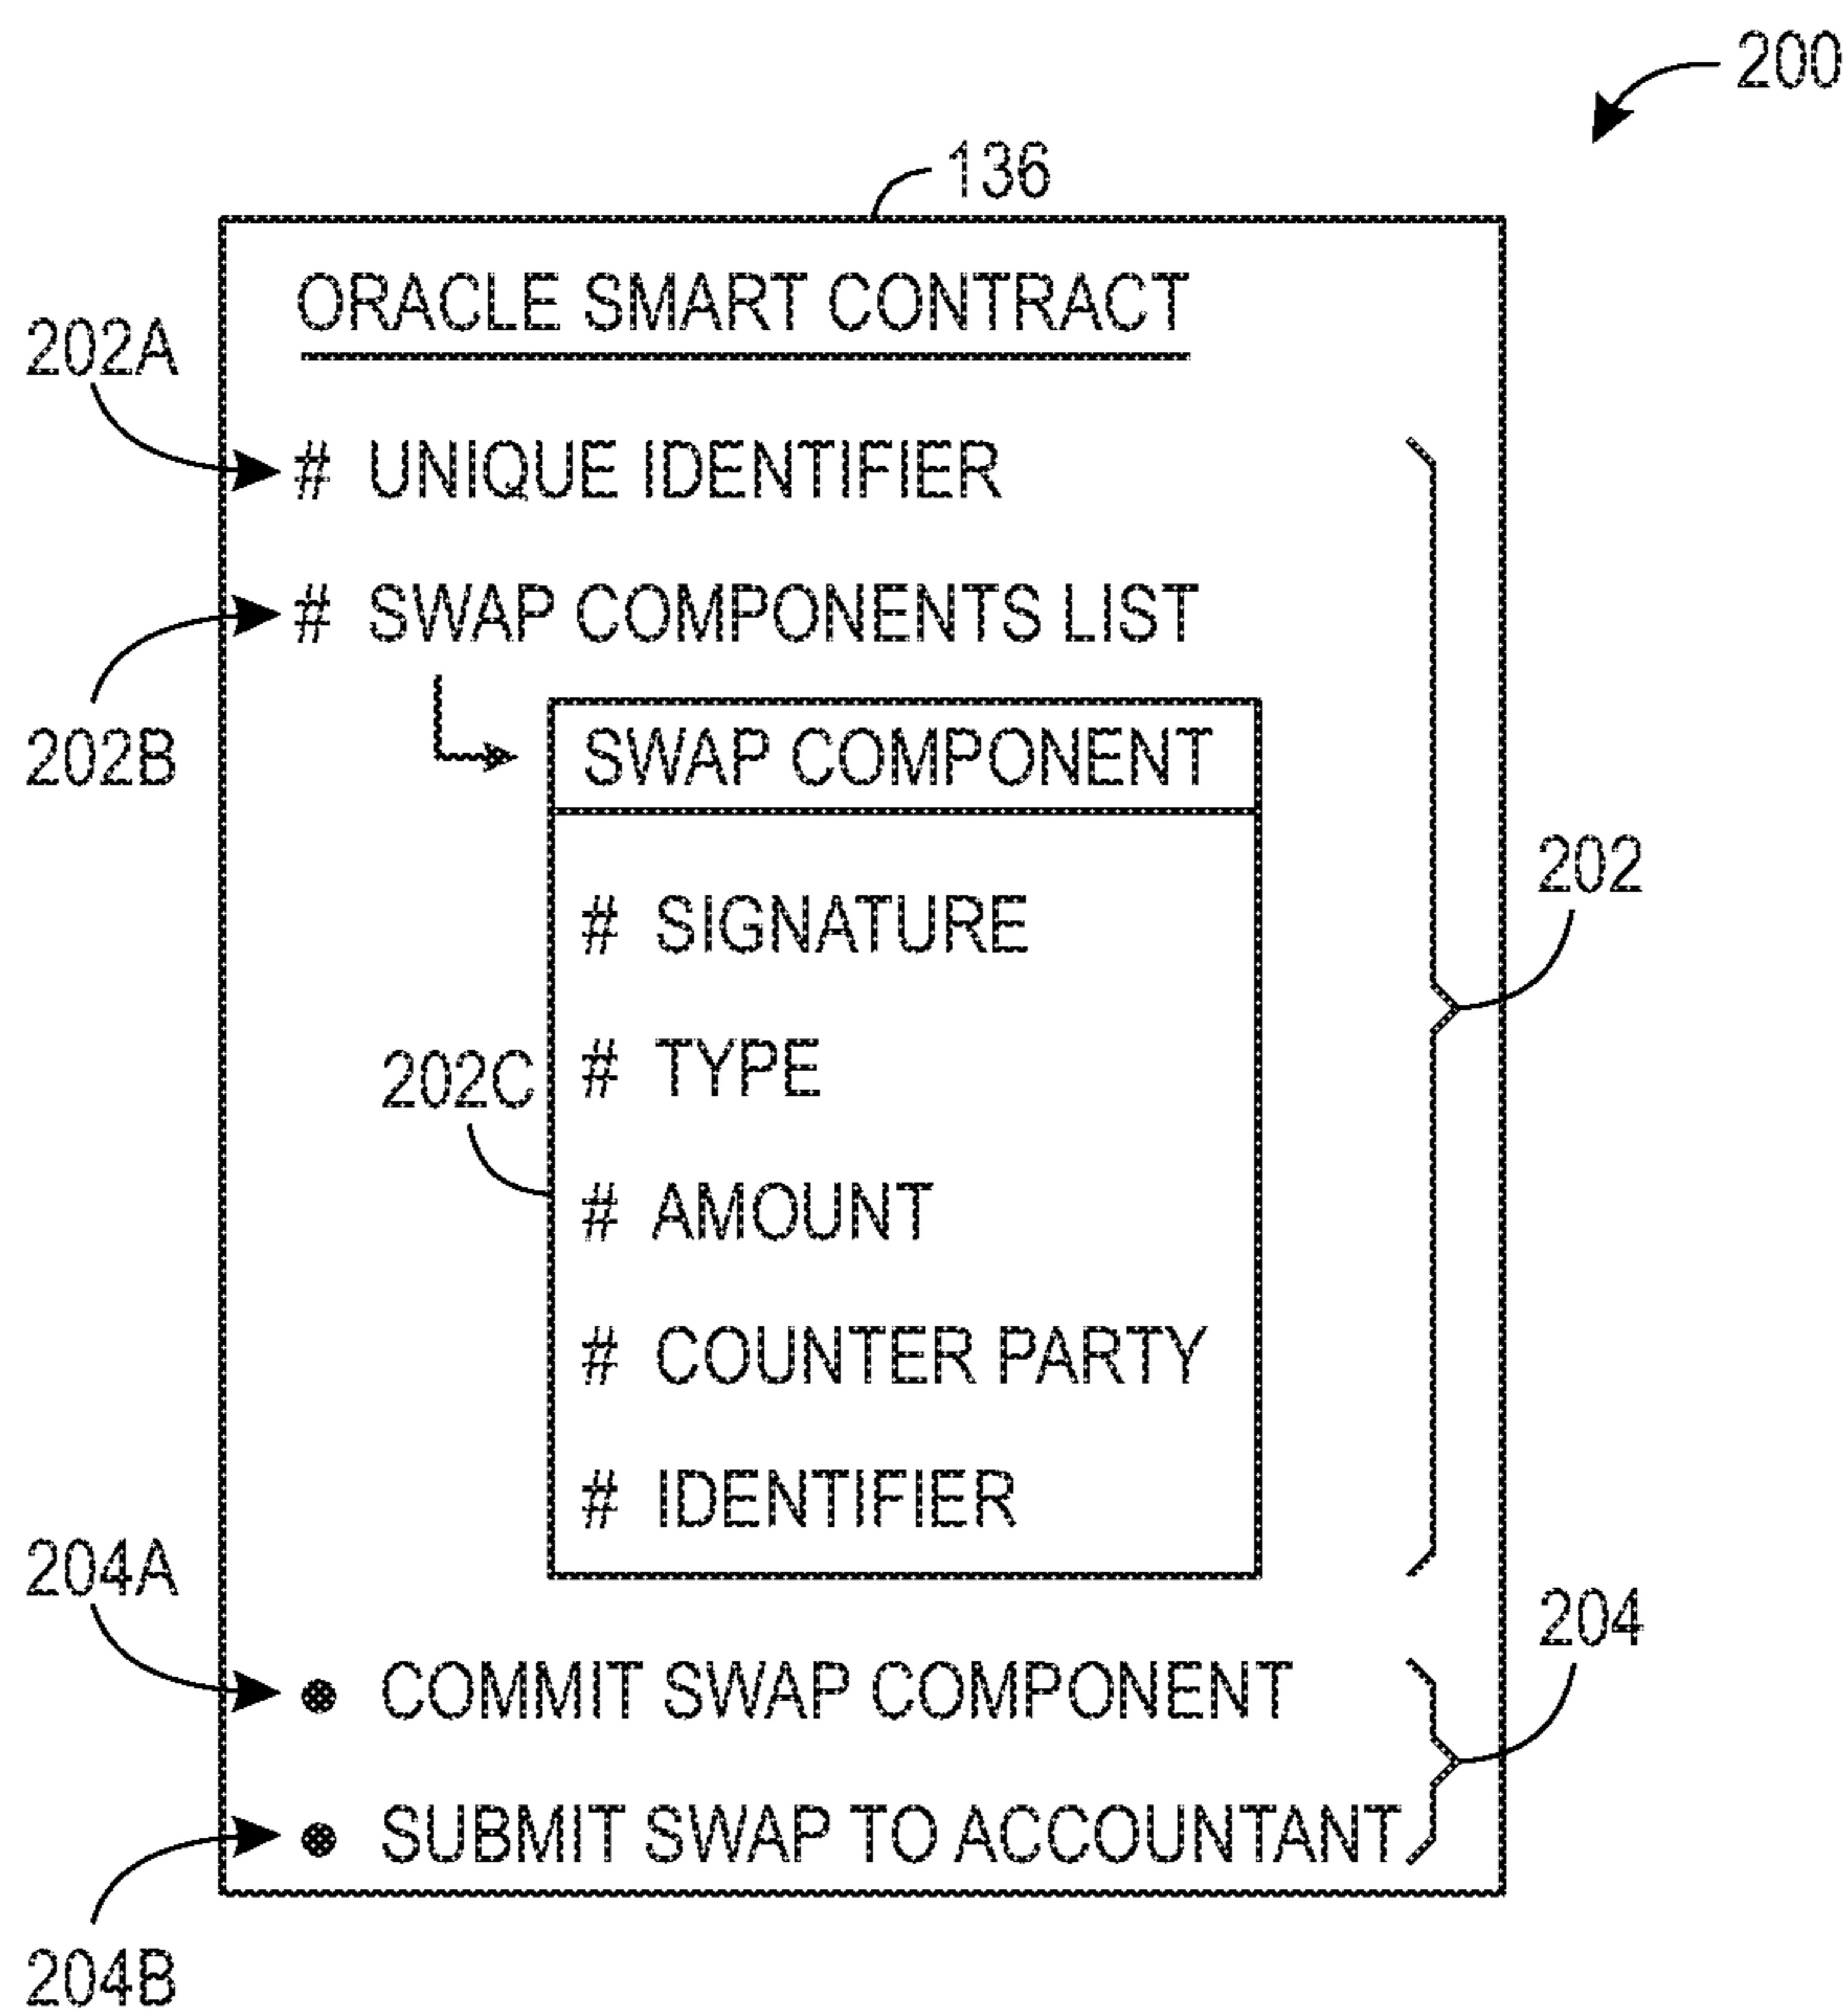 200
136
ORACLE SMART CONTRACT
202A
# UNIQUE IDENTIFIER
# SWAP COMPONENTS LIST
202B
SWAP COMPONENT
202
# SIGNATURE
202C
# TYPE
# AMOUNT
# COUNTER PARTY
# IDENTIFIER
204A
204
● COMMIT SWAP COMPONENT
● SUBMIT SWAP TO ACCOUNTANT
204B